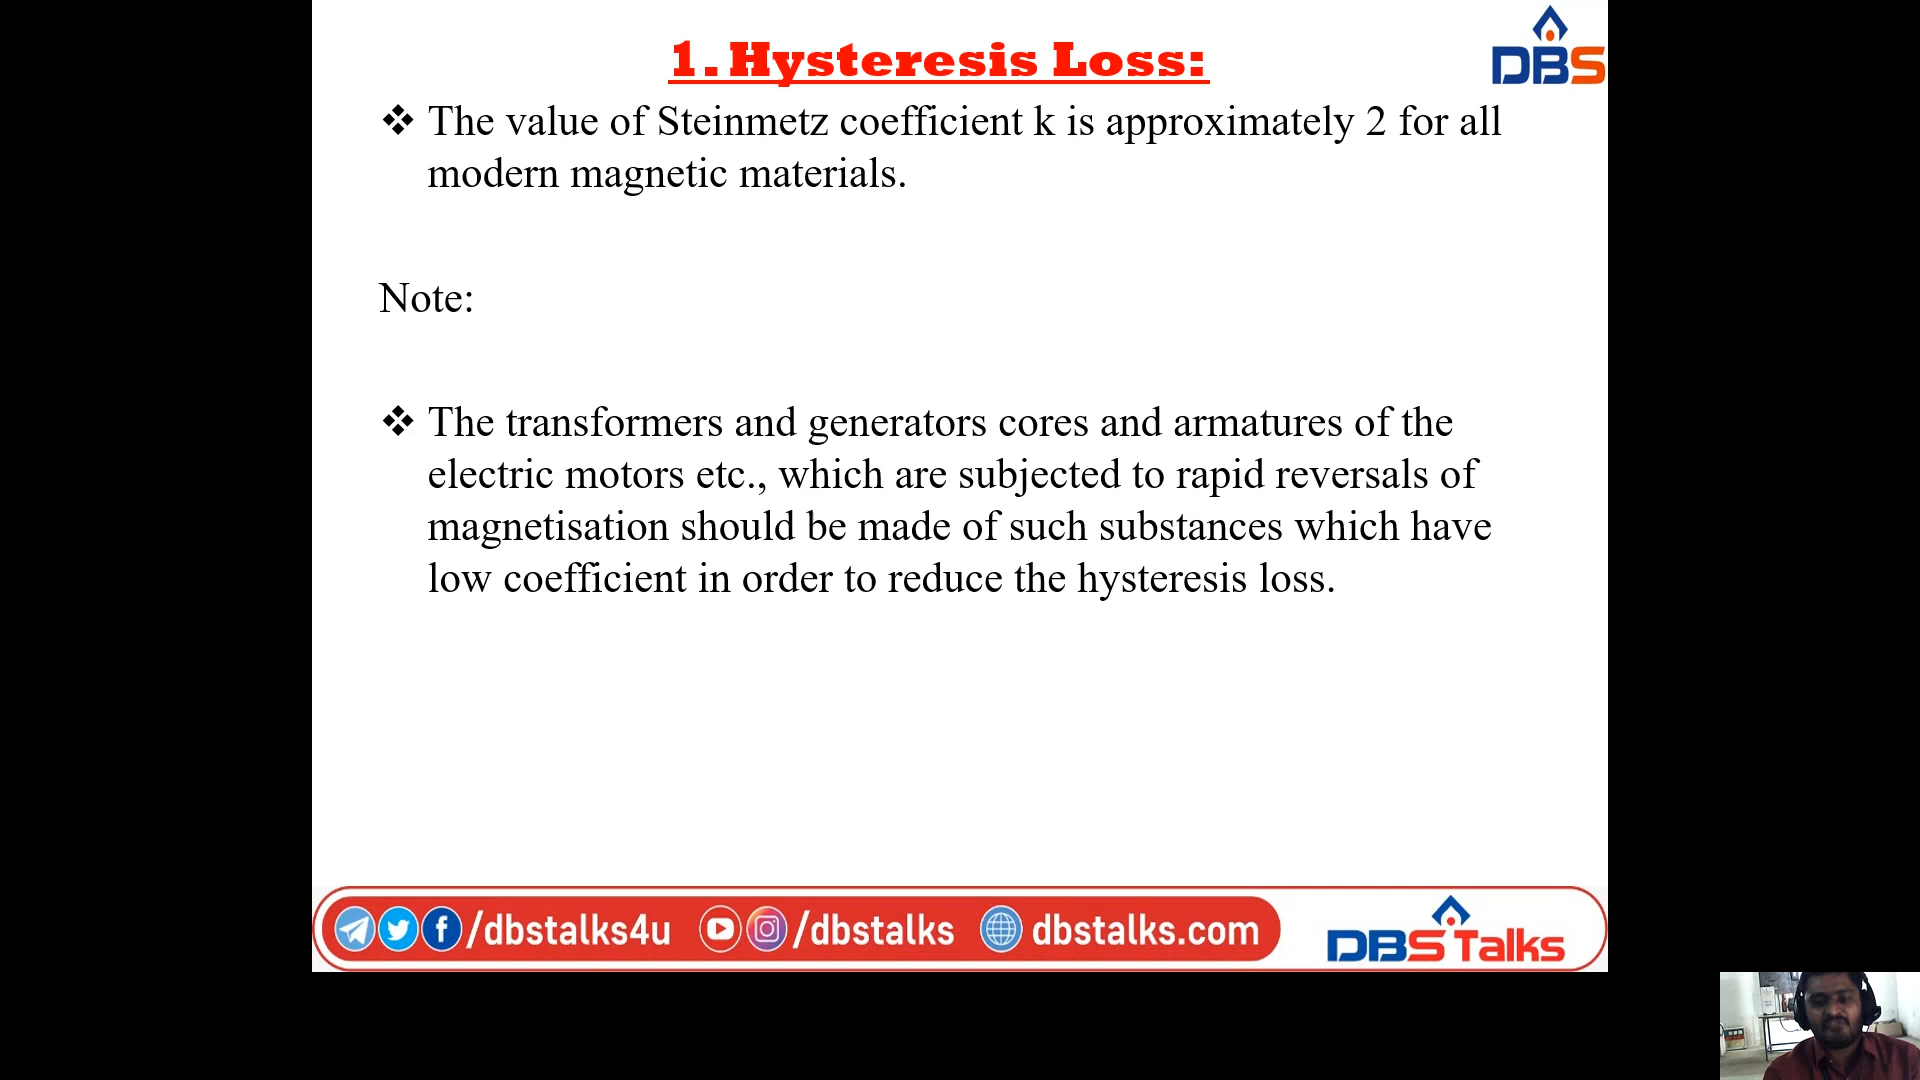 1. Hysteresis Loss:
DBS
❖ The value of Steinmetz coefficient k is approximately 2 for all
modern magnetic materials.
Note:
❖ The transformers and generators cores and armatures of the
electric motors etc., which are subjected to rapid reversals of
magnetisation should be made of such substances which have
low coefficient in order to reduce the hysteresis loss.
/dbstalks4u /dbstalks dbstalks.com DBS Talks